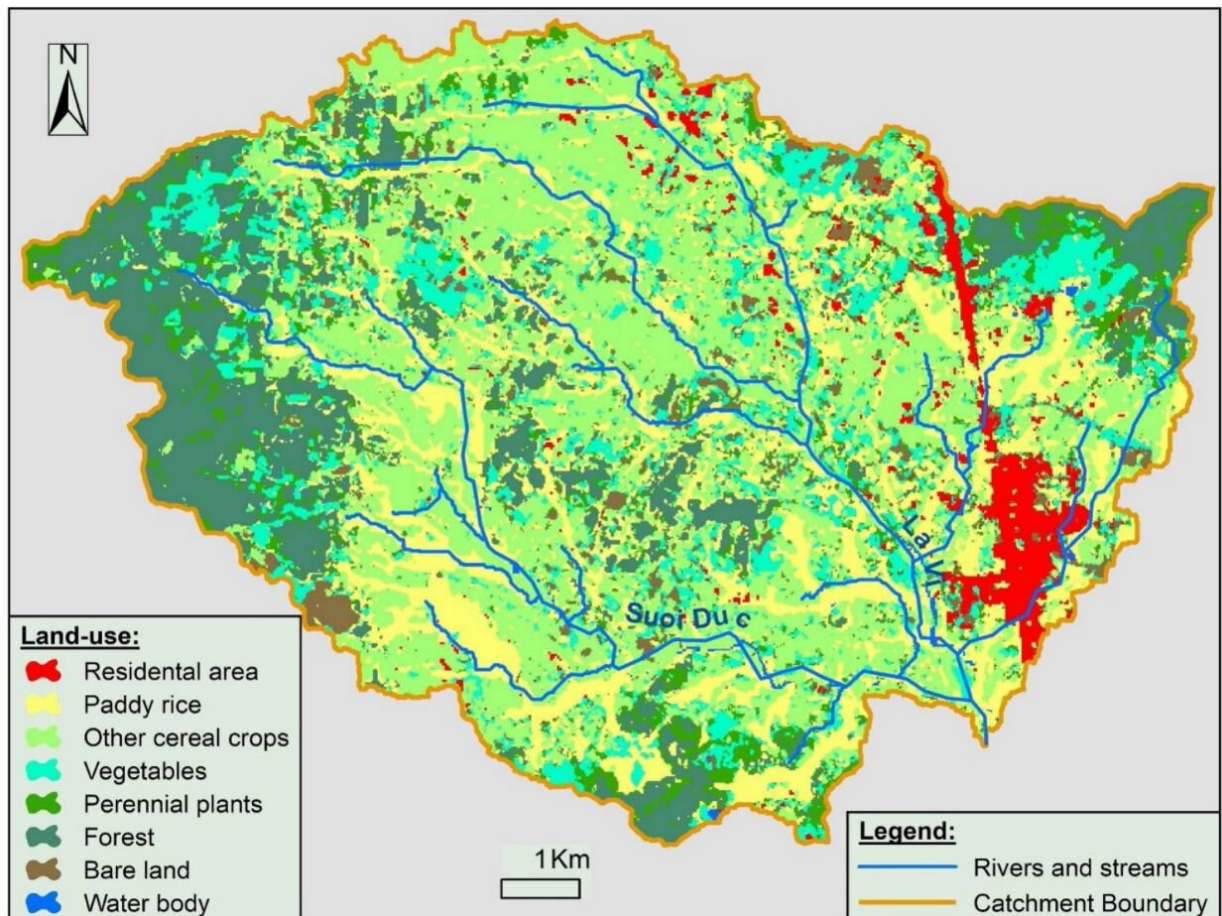 N
La Vi
Suoi Du c
Land-use:
Residental area
Paddy rice
Other cereal crops
Vegetables
Perennial plants
Forest
Bare land
Water body
1Km
Legend:
Rivers and streams
Catchment Boundary